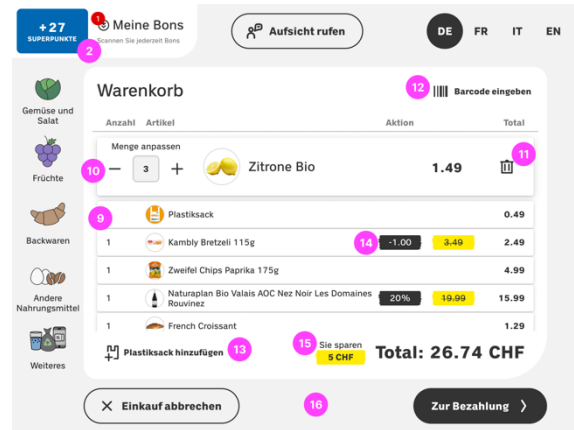 +27
SUPERPUNKTE
2
1
Meine Bons
Scannen Sie jederzeit Bons
Aufsicht rufen
DE FR IT EN
Gemüse und
Salat
Früchte
Backwaren
Andere
Nahrungsmittel
Weiteres
Warenkorb
12
Barcode eingeben
Anzahl Artikel Aktion Total
Menge anpassen
10 − 3 + Zitrone Bio 1.49 11
9 Plastiksack 0.49
1 Kambly Bretzeli 115g 14 -1.00 3.49 2.49
1 Zweifel Chips Paprika 175g 4.99
1 Naturaplan Bio Valais AOC Nez Noir Les Domaines
Rouvinez 20% 19.99 15.99
1 French Croissant 1.29
Plastiksack hinzufügen 13
15 Sie sparen
5 CHF
Total: 26.74 CHF
Einkauf abbrechen
16
Zur Bezahlung